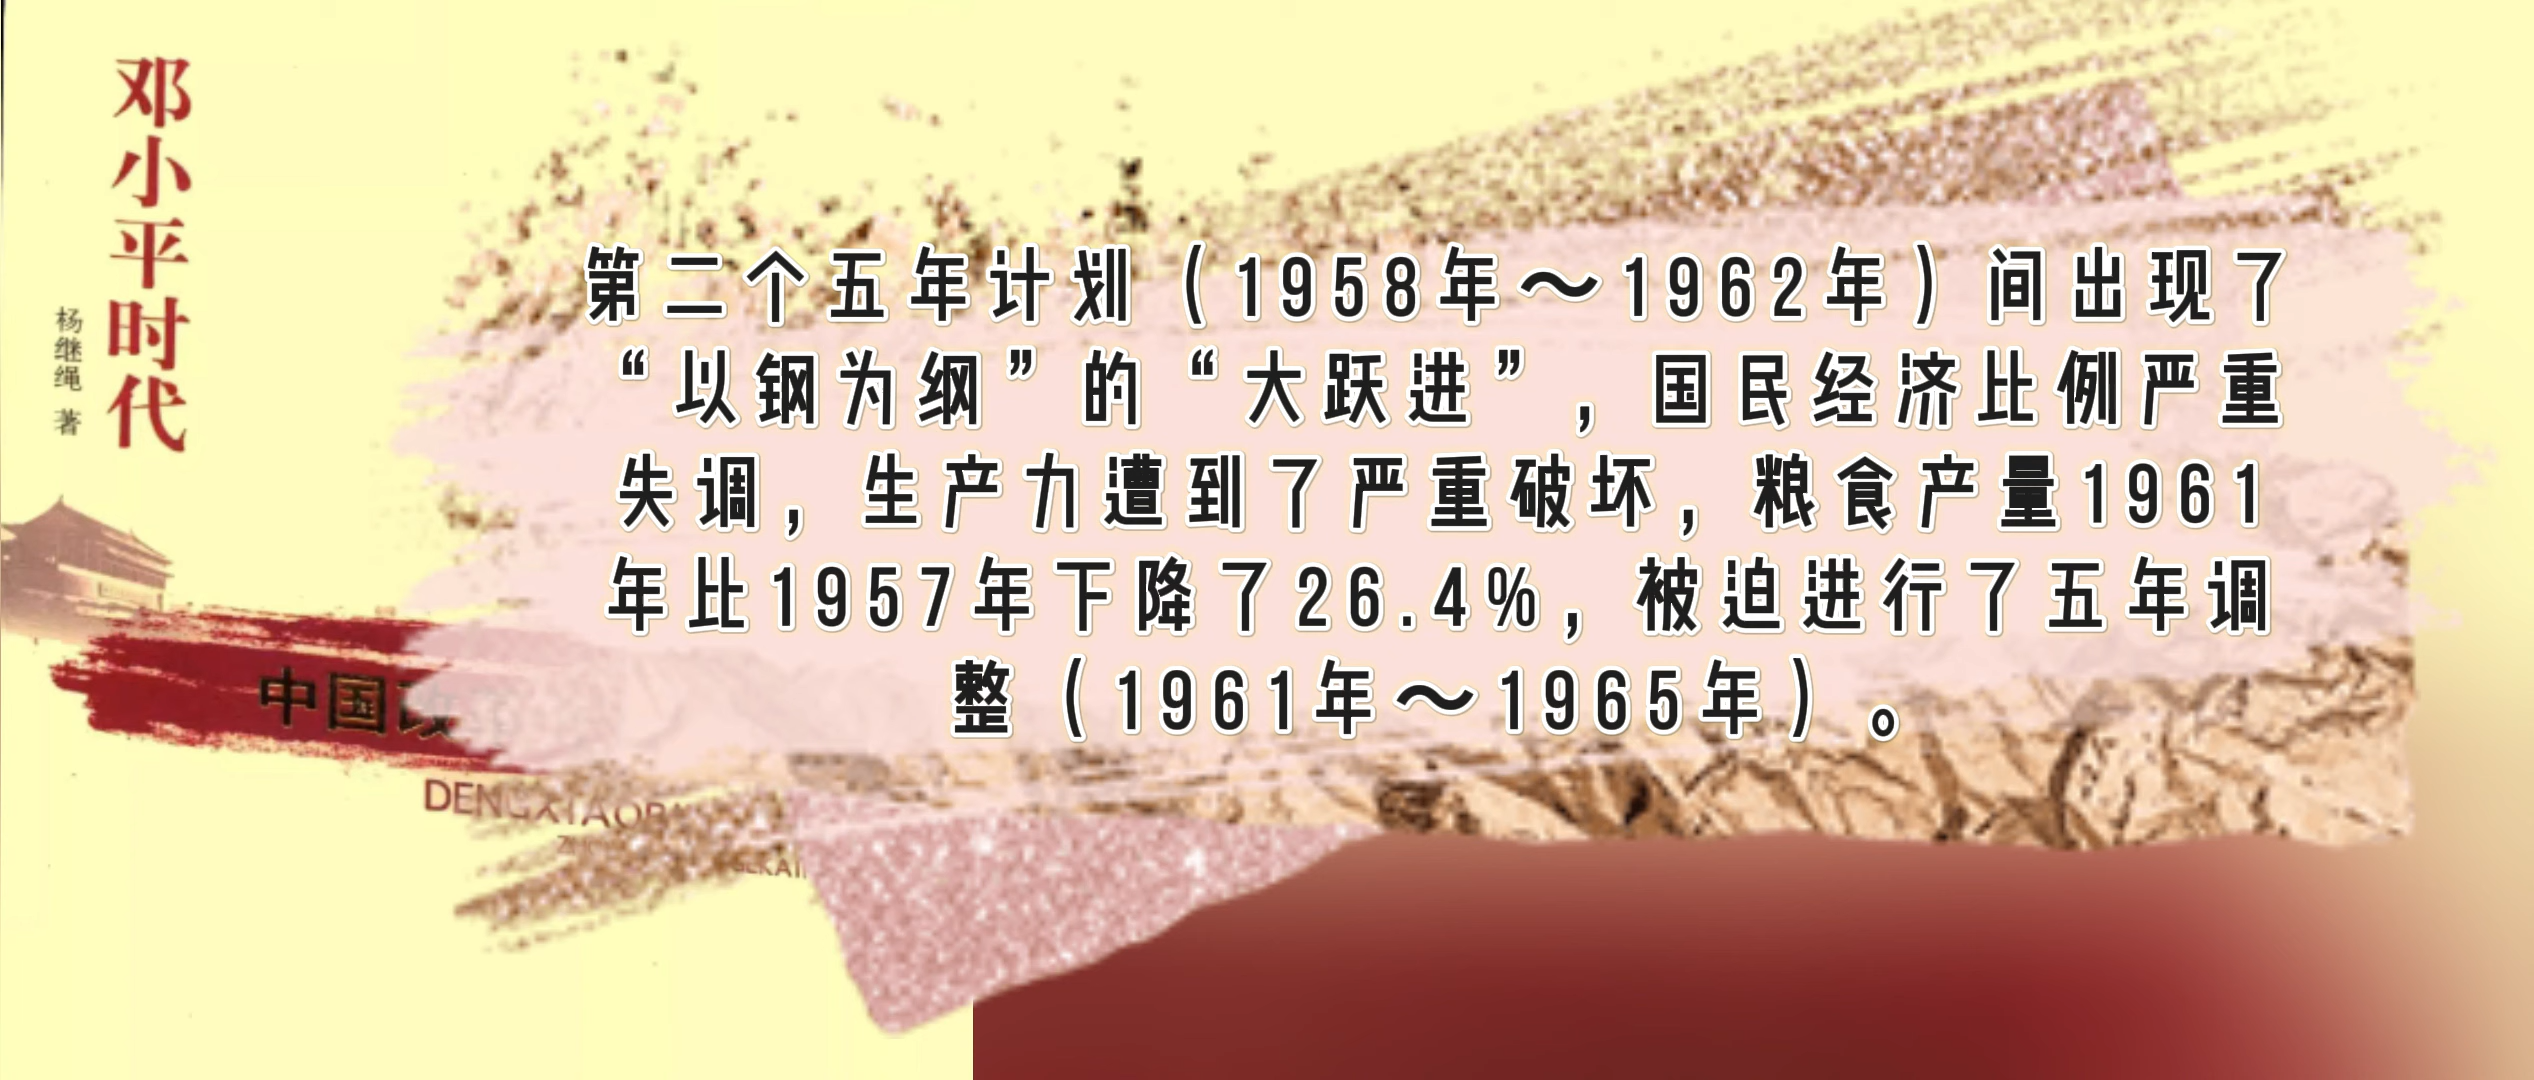 邓小平时代
杨继绳 著
第二个五年计划（1958年～1962年）间出现了
“以钢为纲”的“大跃进”，国民经济比例严重
失调，生产力遭到了严重破坏，粮食产量1961
年比1957年下降了26.4%，被迫进行了五年调
整（1961年～1965年）。
中国改
DENGXIAOP